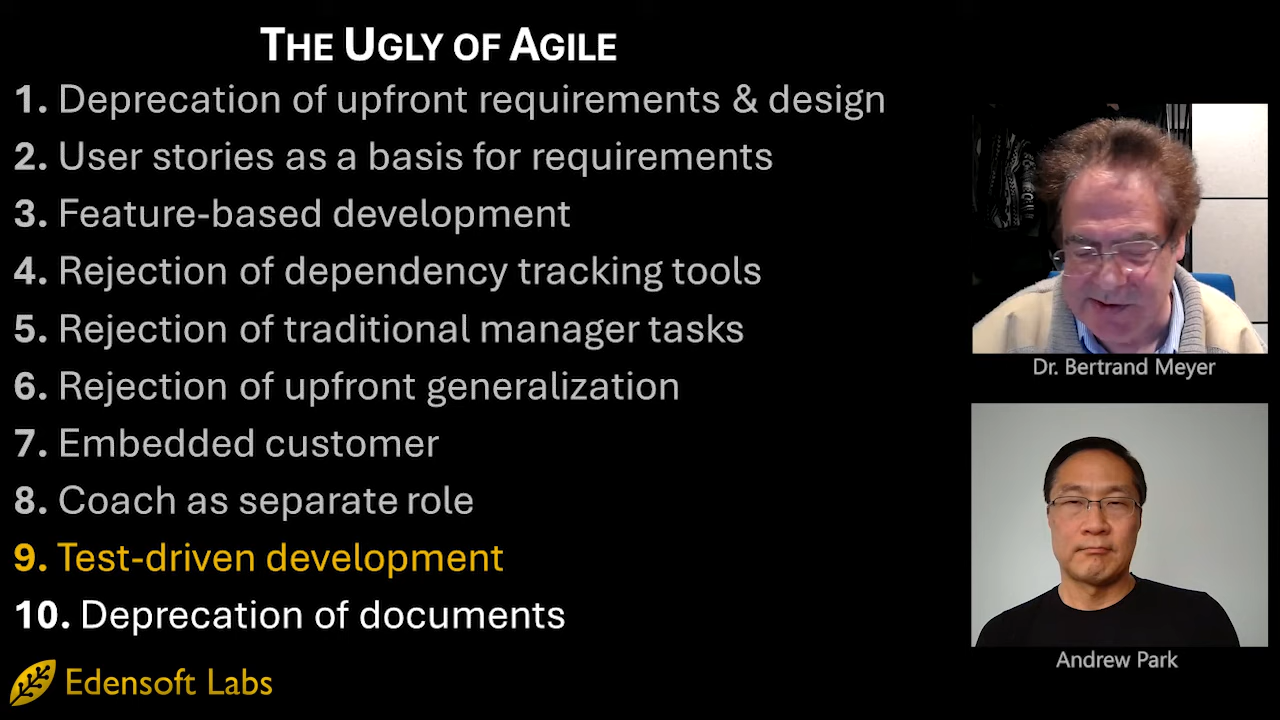 THE UGLY OF AGILE
1. Deprecation of upfront requirements & design
2. User stories as a basis for requirements
3. Feature-based development
4. Rejection of dependency tracking tools
5. Rejection of traditional manager tasks
6. Rejection of upfront generalization
7. Embedded customer
8. Coach as separate role
9. Test-driven development
10. Deprecation of documents
Edensoft Labs
Dr. Bertrand Meyer
Andrew Park